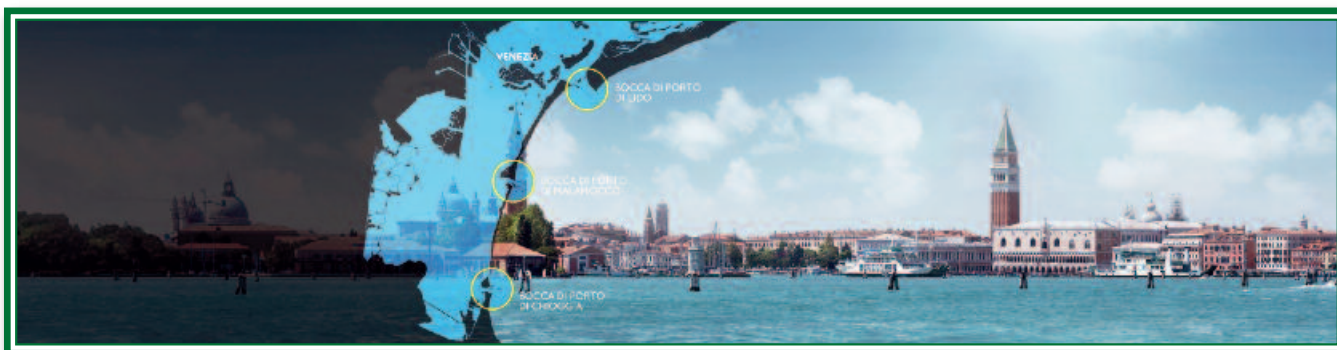 VENEZIA
BOCCA DI PORTO
DI LIDO
BOCCA DI PORTO
DI MALAMOCCO
BOCCA DI PORTO
DI CHIOGGIA